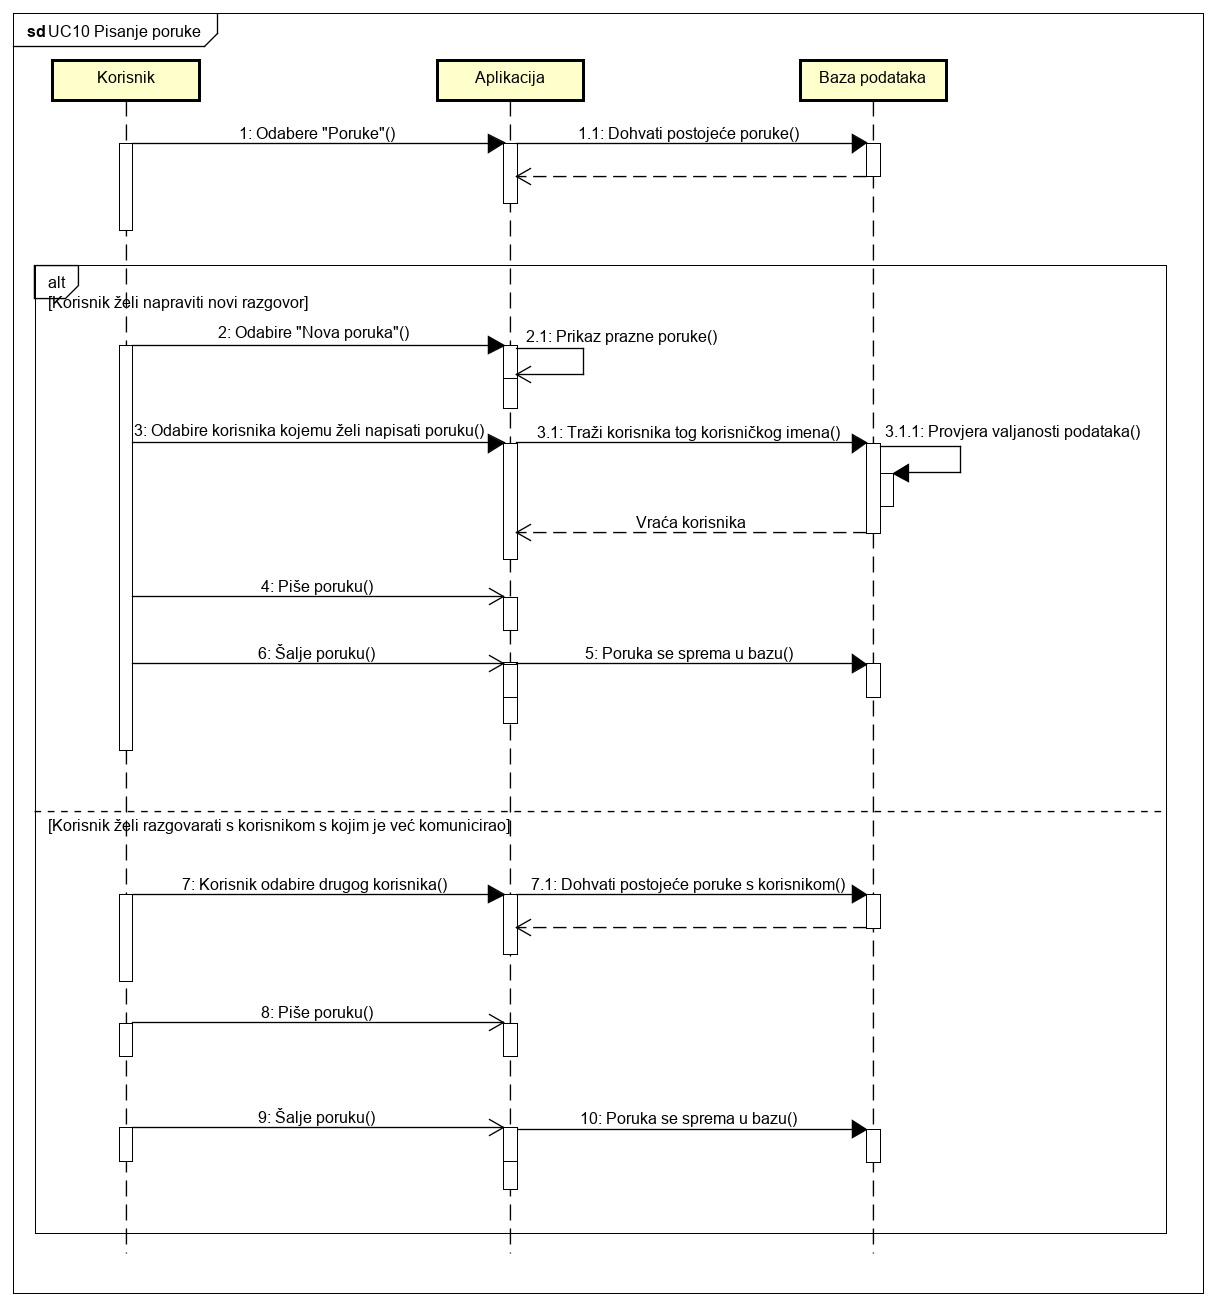 sd UC10 Pisanje poruke
Korisnik
Aplikacija
Baza podataka
1: Odabere "Poruke"()
1.1: Dohvati postojeće poruke()
alt
[Korisnik želi napraviti novi razgovor]
2: Odabire "Nova poruka"()
2.1: Prikaz prazne poruke()
3: Odabire korisnika kojemu želi napisati poruku()
3.1: Traži korisnika tog korisničkog imena()
3.1.1: Provjera valjanosti podataka()
Vraća korisnika
4: Piše poruku()
6: Šalje poruku()
5: Poruka se sprema u bazu()
[Korisnik želi razgovarati s korisnikom s kojim je već komunicirao]
7: Korisnik odabire drugog korisnika()
7.1: Dohvati postojeće poruke s korisnikom()
8: Piše poruku()
9: Šalje poruku()
10: Poruka se sprema u bazu()